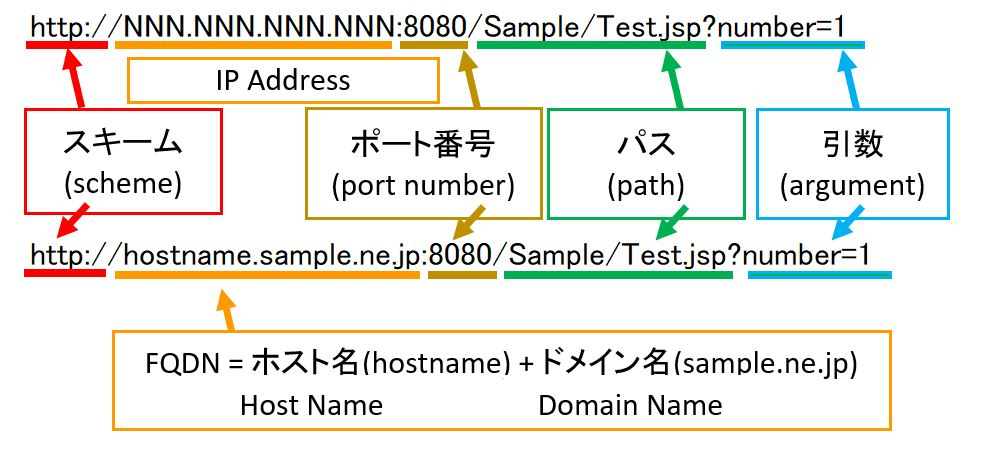 http://NNN.NNN.NNN.NNN:8080/Sample/Test.jsp?number=1
IP Address
スキーム
(scheme)
ポート番号
(port number)
パス
(path)
引数
(argument)
http://hostname.sample.ne.jp:8080/Sample/Test.jsp?number=1
FQDN = ホスト名(hostname) + ドメイン名(sample.ne.jp)
Host Name Domain Name